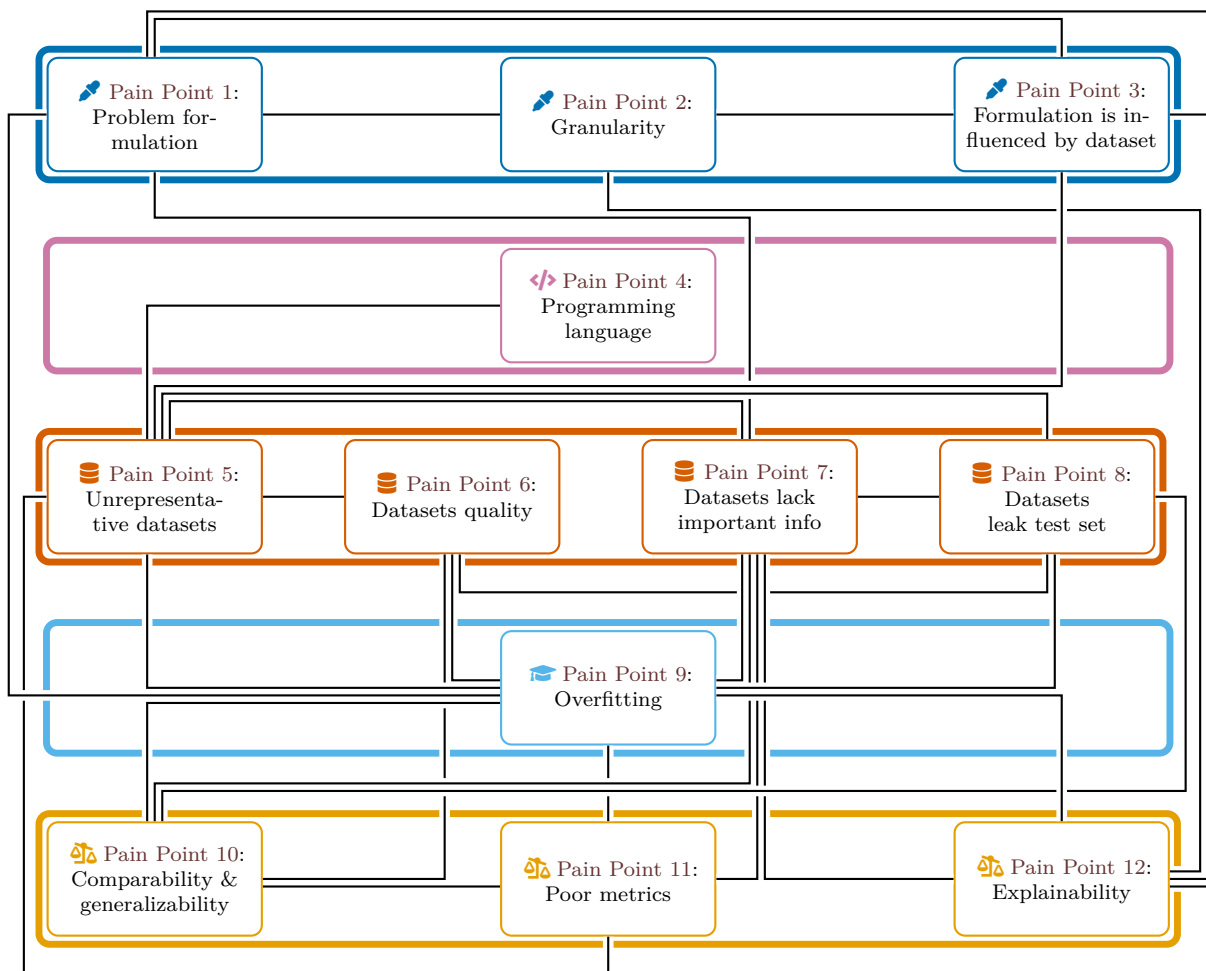 Pain Point 1:
Problem for-
mulation
Pain Point 2:
Granularity
Pain Point 3:
Formulation is in-
fluenced by dataset
Pain Point 4:
Programming
language
Pain Point 5:
Unrepresenta-
tive datasets
Pain Point 6:
Datasets quality
Pain Point 7:
Datasets lack
important info
Pain Point 8:
Datasets
leak test set
Pain Point 9:
Overfitting
Pain Point 10:
Comparability &
generalizability
Pain Point 11:
Poor metrics
Pain Point 12:
Explainability